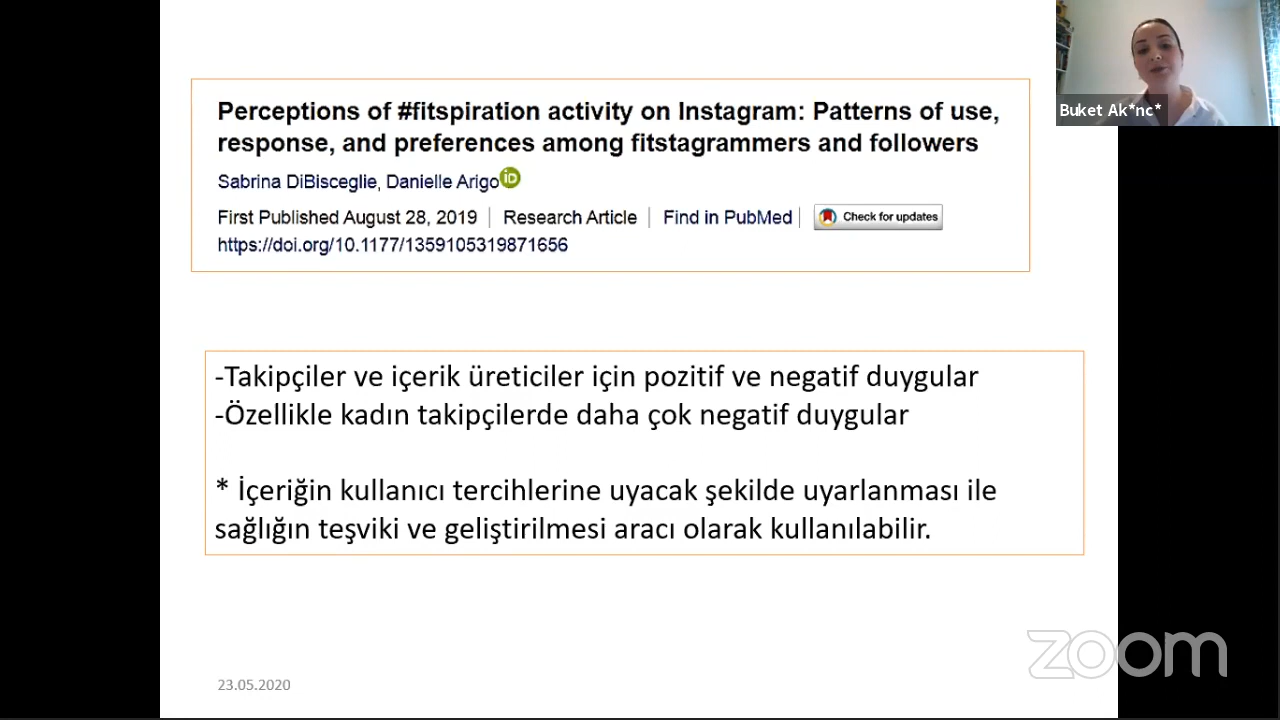 Perceptions of #fitspiration activity on Instagram: Patterns of use,
response, and preferences among fitstagrammers and followers
Sabrina DiBisceglie, Danielle Arigo iD
First Published August 28, 2019 | Research Article | Find in PubMed | Check for updates
https://doi.org/10.1177/1359105319871656
-Takipçiler ve içerik üreticiler için pozitif ve negatif duygular
-Özellikle kadın takipçilerde daha çok negatif duygular
* İçeriğin kullanıcı tercihlerine uyacak şekilde uyarlanması ile
sağlığın teşviki ve geliştirilmesi aracı olarak kullanılabilir.
23.05.2020
Buket Ak*nc*
zoom